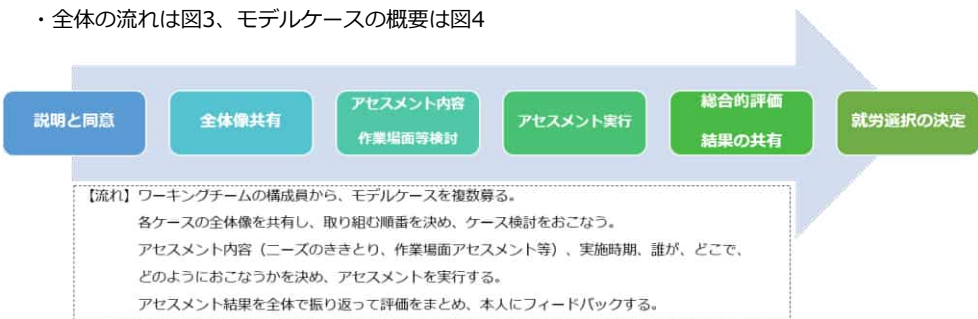 ・全体の流れは図3、モデルケースの概要は図4
説明と同意
全体像共有
アセスメント内容
作業場面等検討
アセスメント実行
総合的評価
結果の共有
就労選択の決定
【流れ】ワーキングチームの構成員から、モデルケースを複数募る。
各ケースの全体像を共有し、取り組む順番を決め、ケース検討をおこなう。
アセスメント内容（ニーズのききとり、作業場面アセスメント等）、実施時期、誰が、どこで、
どのようにおこなうかを決め、アセスメントを実行する。
アセスメント結果を全体で振り返って評価をまとめ、本人にフィードバックする。